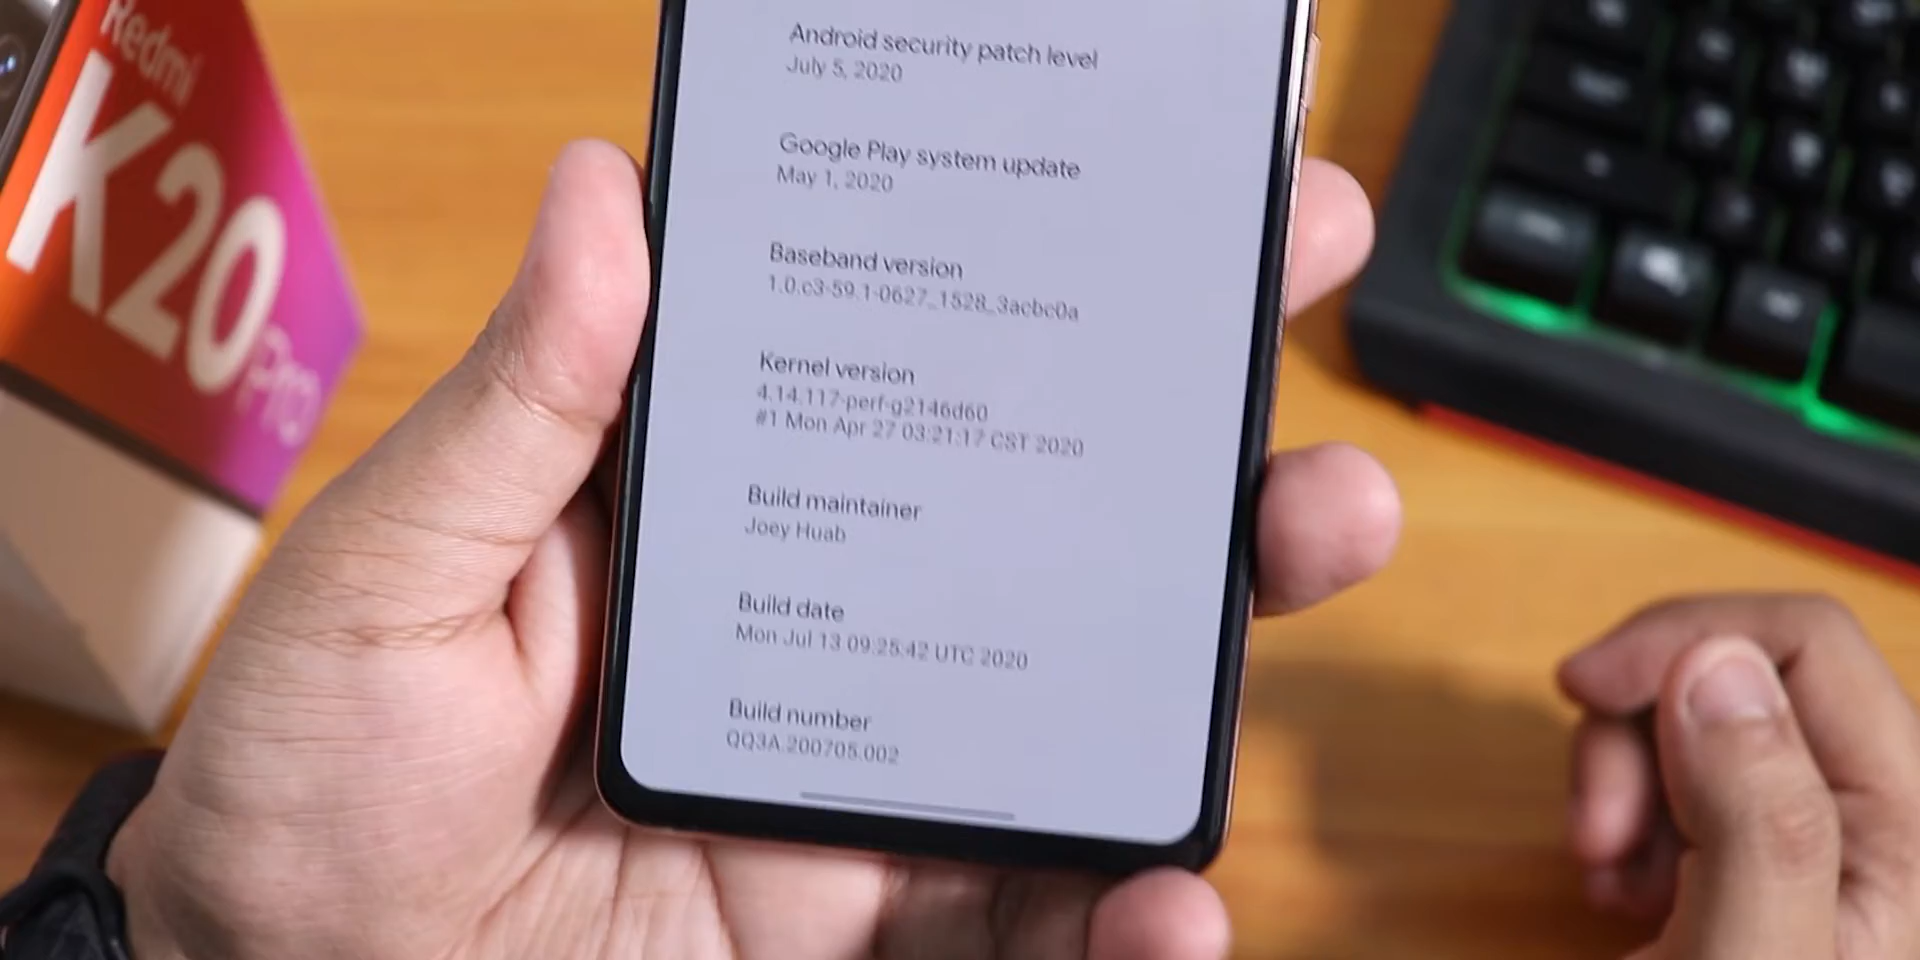 Redmi
K20
Pro
Android security patch level
July 5, 2020
Google Play system update
May 1, 2020
Baseband version
1.0.c3-59.1-0627_1528_3acbc0a
Kernel version
4.14.117-perf-g2146d60
#1 Mon Apr 27 03:21:17 CST 2020
Build maintainer
Joey Huab
Build date
Mon Jul 13 09:25:42 UTC 2020
Build number
QQ3A.200705.002